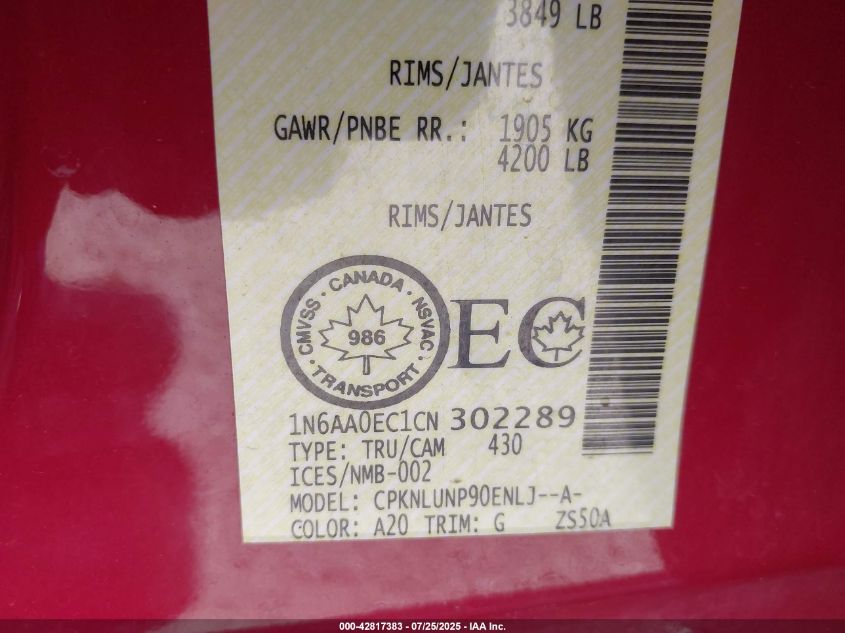 3849 LB
RIMS/JANTES
GAWR/PNBE RR.: 1905 KG
4200 LB
RIMS/JANTES
CMVSS · CANADA · NSVAC · TRANSPORT ·
986
EC
1N6AA0EC1CN 302289
TYPE: TRU/CAM 430
ICES/NMB-002
MODEL: CPKNLUNP90ENLJ--A-
COLOR: A20 TRIM: G ZS50A
000-42817383 / 07/25/2025 - IAA Inc.